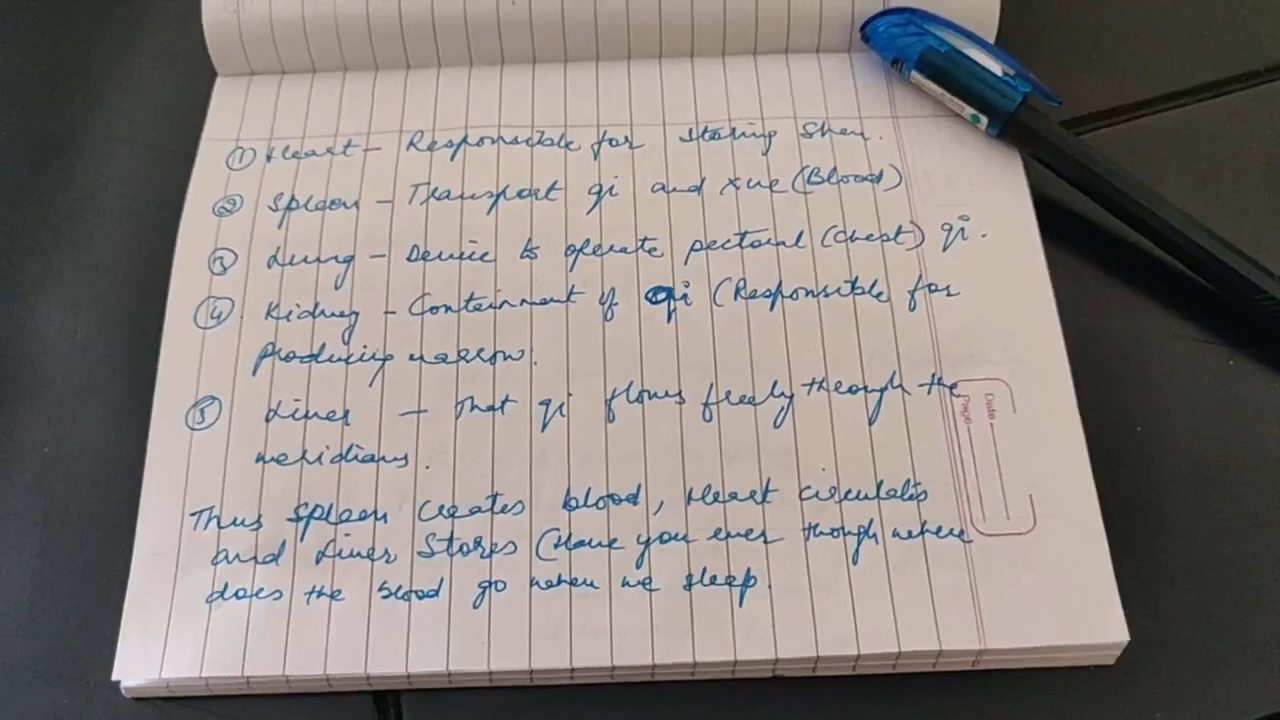 ① Heart - Responsible for storing Shen.
② Spleen - Transport qi and xue (Blood)
③ Lung - Device to operate pectoral (chest) qi.
④ Kidney - Containment of qi (Responsible for
producing marrow.
⑤ Liver - That qi flows freely through the
meridians.
Thus spleen creates blood, Heart circulates
and Liver Stores (Have you ever though where
does the blood go when we sleep.
Date
Page